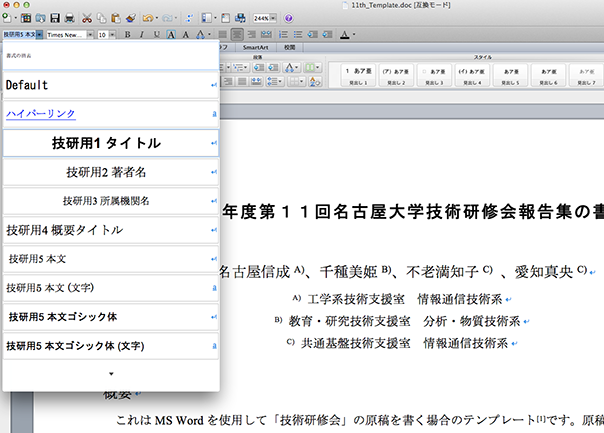 11th_Template.doc [互換モード]
244%
技研用5 本文
Times New...
10
B I U A A
SmartArt 校閲
段落 スタイル
書式の消去
1 あア亜 (ア) あア亜 あア亜 (イ) あア亜 あア亜 あア亜 あア亜
見出し 1 見出し 2 見出し 3 見出し 4 見出し 5 見出し 6 見出し 7
Default
ハイパーリンク a
技研用1 タイトル
技研用2 著者名
技研用3 所属機関名
技研用4 概要タイトル
技研用5 本文
技研用5 本文 (文字) a
技研用5 本文ゴシック体
技研用5 本文ゴシック体 (文字) a
年度第11回名古屋大学技術研修会報告集の書
名古屋信成 A)、千種美姫 B)、不老満知子 C) 、愛知真央 C)
A) 工学系技術支援室 情報通信技術系
B) 教育・研究技術支援室 分析・物質技術系
C) 共通基盤技術支援室 情報通信技術系
概要
これは MS Word を使用して「技術研修会」の原稿を書く場合のテンプレート[1]です。原稿